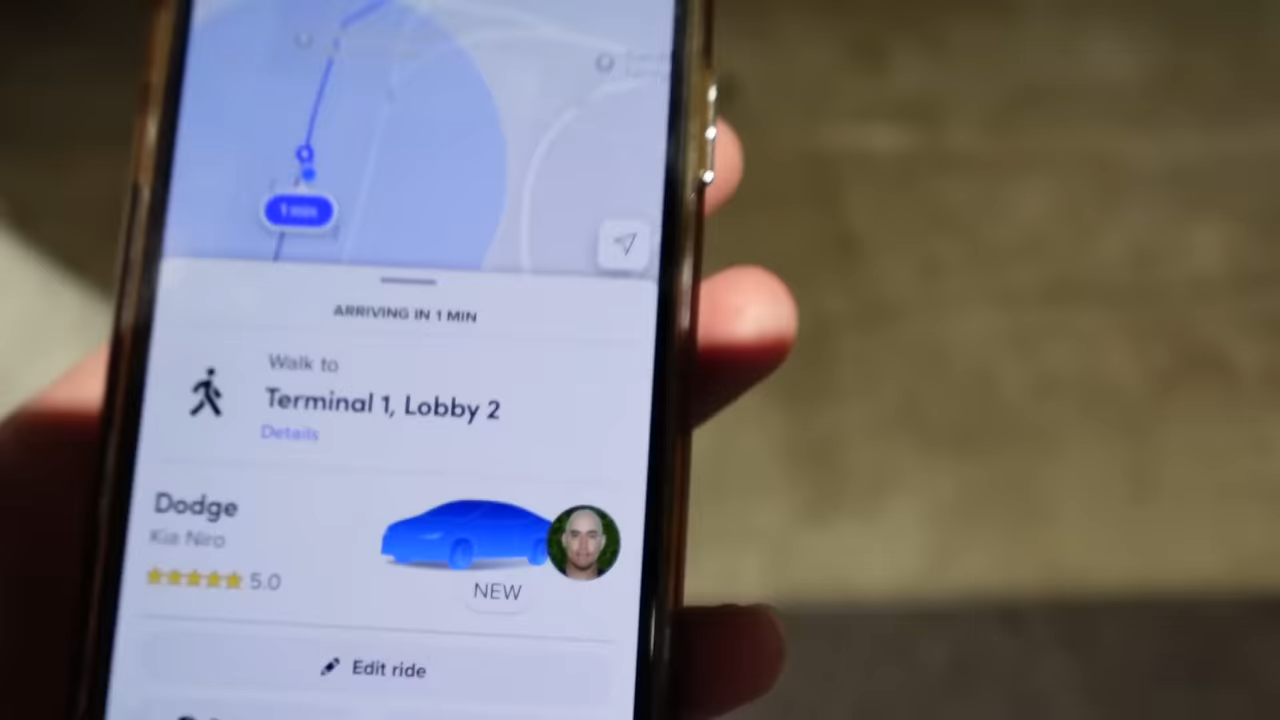 1 min
ARRIVING IN 1 MIN
Walk to
Terminal 1, Lobby 2
Details
Dodge
Kia Niro
5.0
NEW
Edit ride